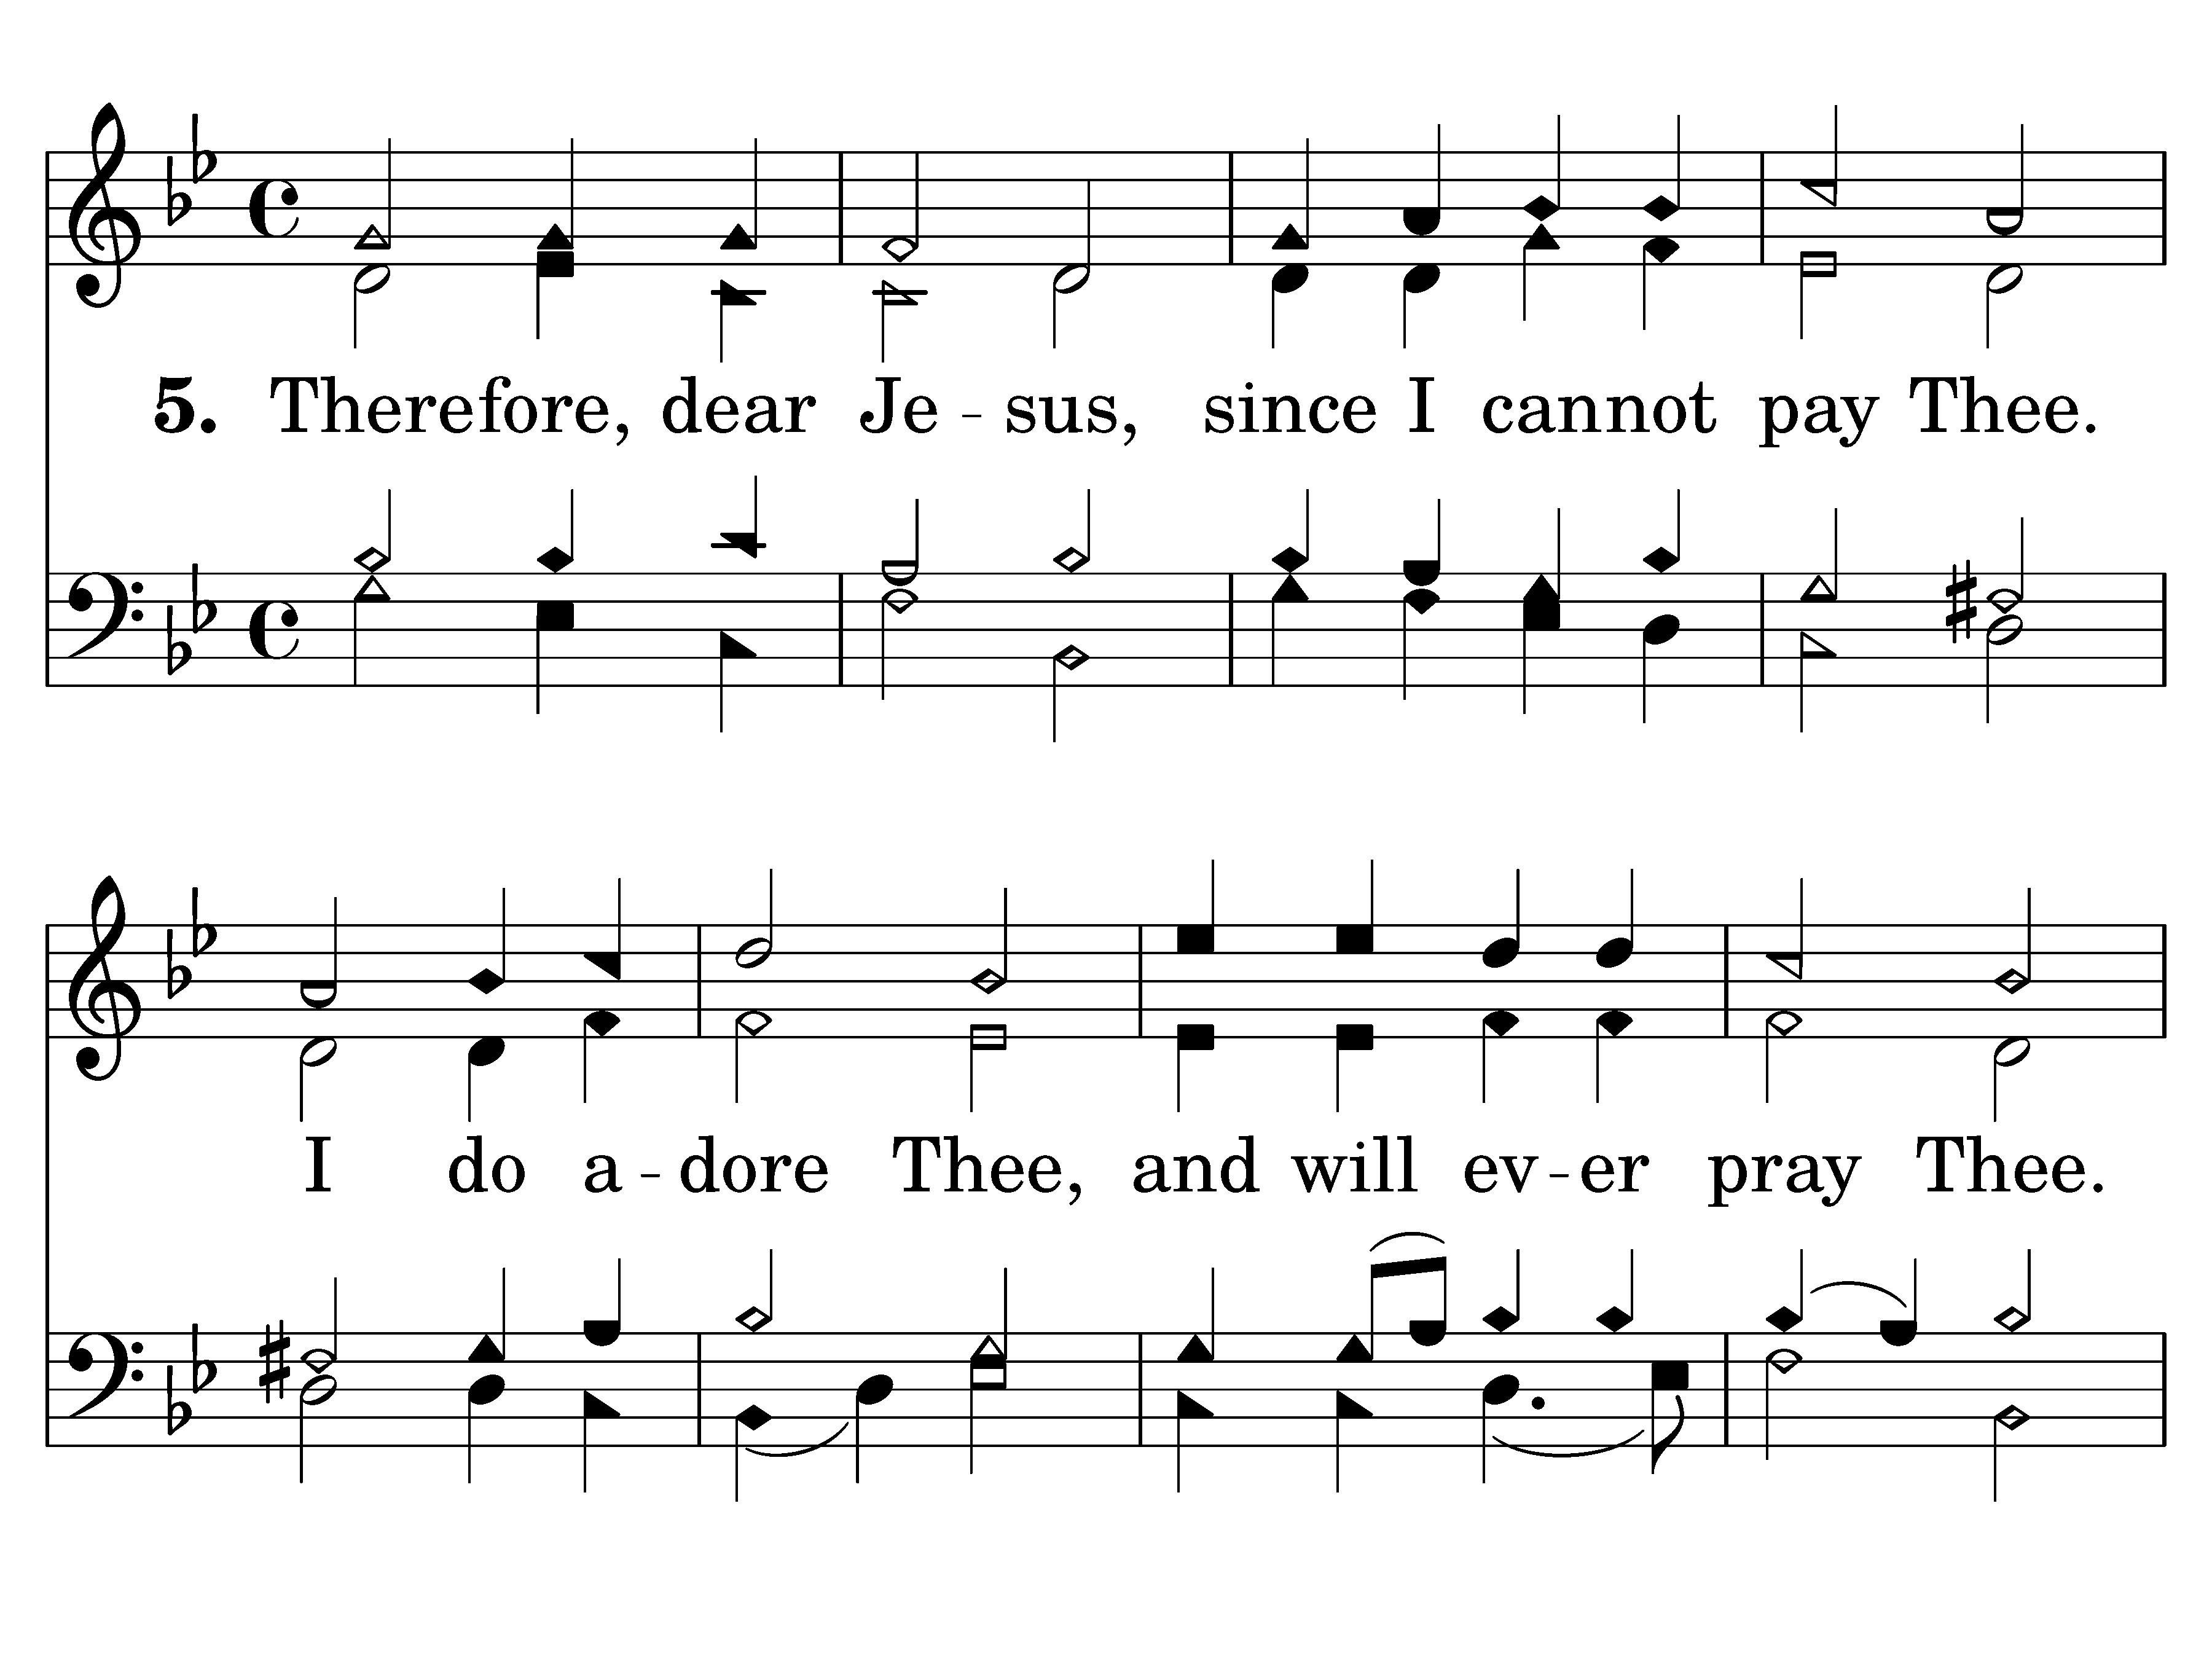 5. Therefore, dear Je - sus, since I cannot pay Thee.
I do a - dore Thee, and will ev - er pray Thee.